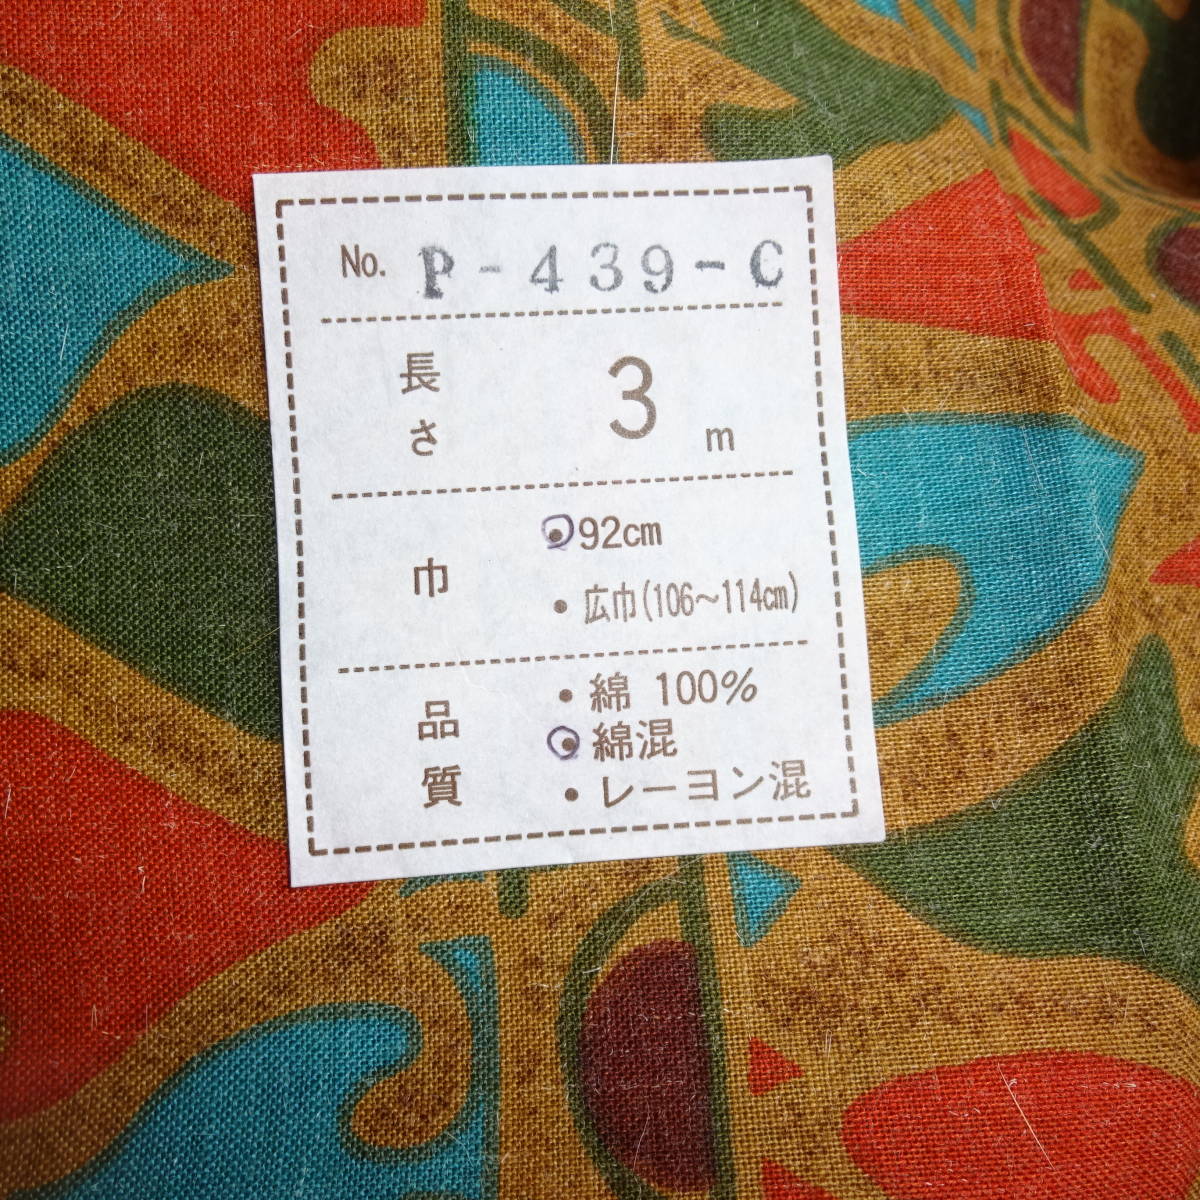 No. P-439-C
長さ 3 m
巾
・92cm
・広巾(106～114cm)
品質
・綿 100%
・綿混
・レーヨン混